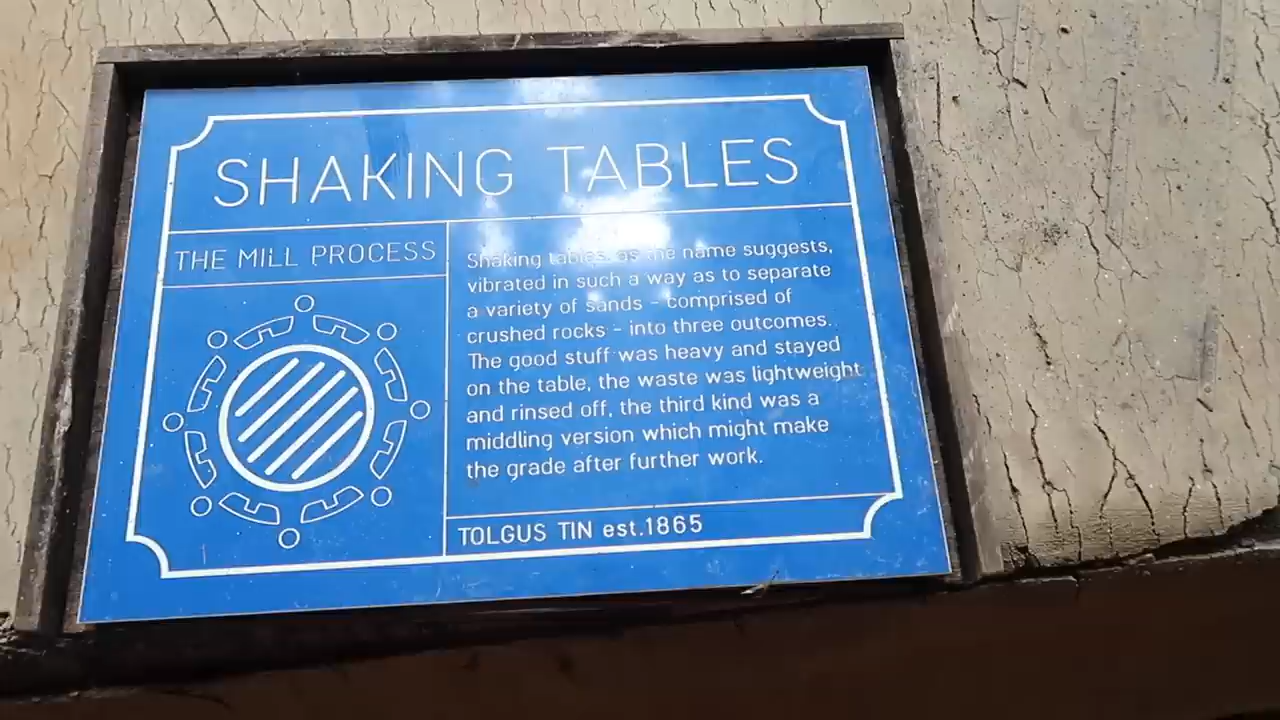 SHAKING TABLES
THE MILL PROCESS
Shaking tables, as the name suggests,
vibrated in such a way as to separate
a variety of sands - comprised of
crushed rocks - into three outcomes.
The good stuff was heavy and stayed
on the table, the waste was lightweight
and rinsed off, the third kind was a
middling version which might make
the grade after further work.
TOLGUS TIN est.1865